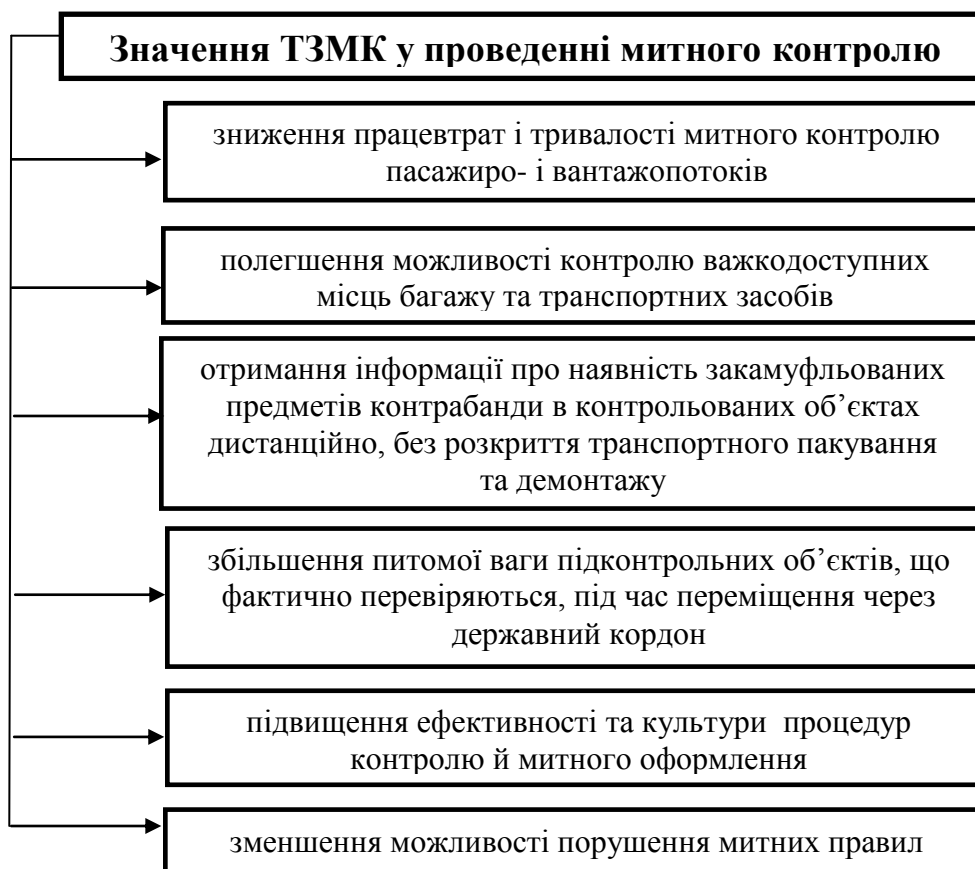 Значення ТЗМК у проведенні митного контролю
зниження працевтрат і тривалості митного контролю
пасажиро- і вантажопотоків
полегшення можливості контролю важкодоступних
місць багажу та транспортних засобів
отримання інформації про наявність закамуфльованих
предметів контрабанди в контрольованих об’єктах
дистанційно, без розкриття транспортного пакування
та демонтажу
збільшення питомої ваги підконтрольних об’єктів, що
фактично перевіряються, під час переміщення через
державний кордон
підвищення ефективності та культури процедур
контролю й митного оформлення
зменшення можливості порушення митних правил